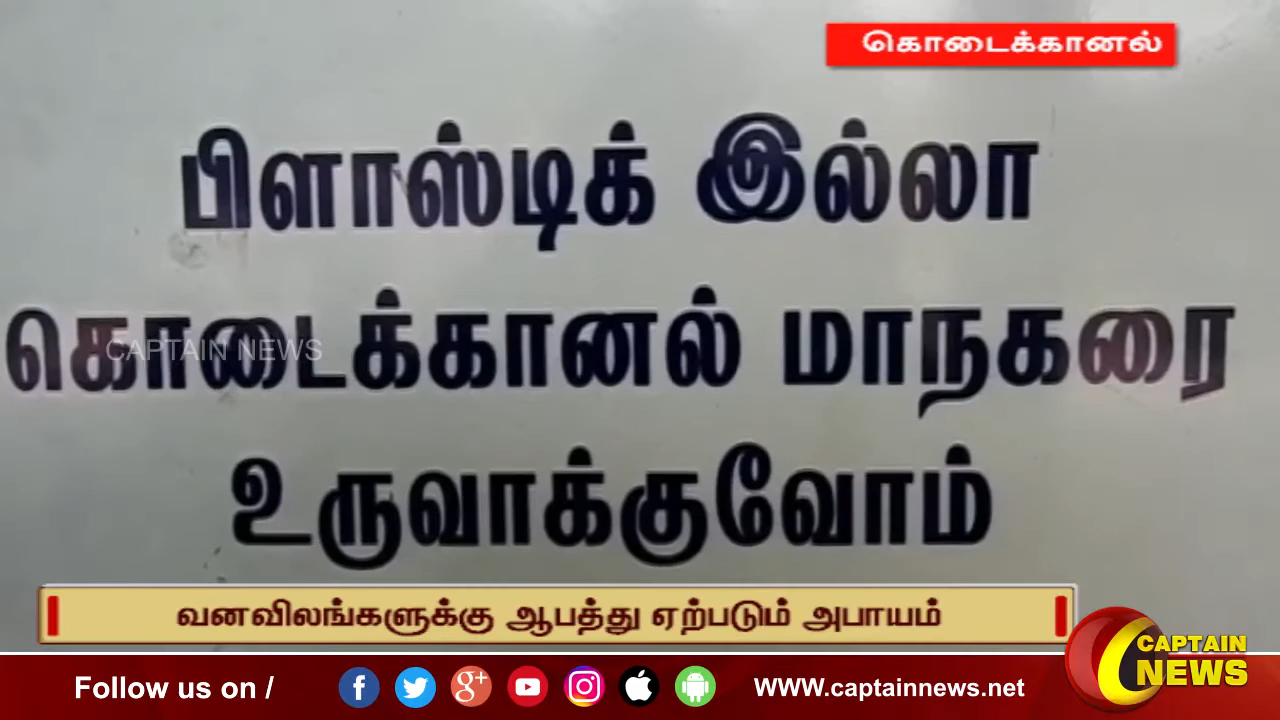 கொடைக்கானல்
பிளாஸ்டிக் இல்லா
கொடைக்கானல் மாநகரை
CAPTAIN NEWS
உருவாக்குவோம்
வனவிலங்களுக்கு ஆபத்து ஏற்படும் அபாயம்
CAPTAIN
NEWS
Follow us on / WWW.captainnews.net